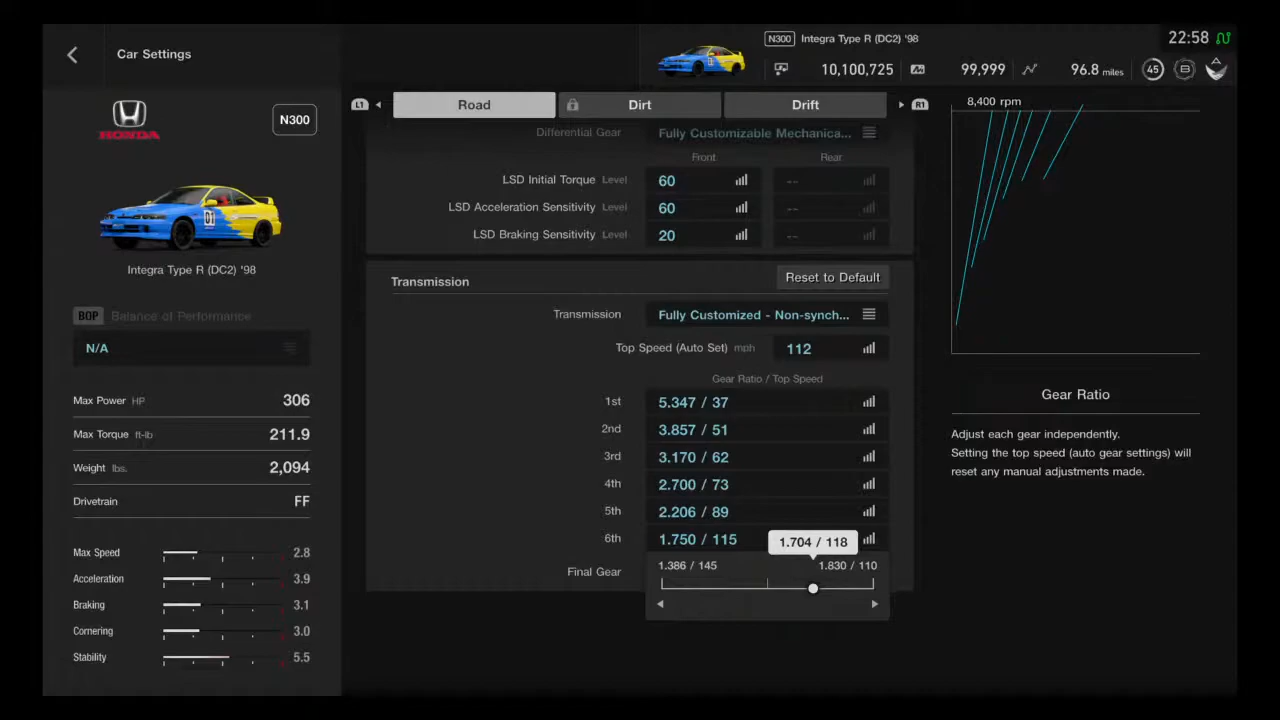 Car Settings
N300 Integra Type R (DC2) '98
22:58
10,100,725
99,999
96.8 miles
45
B
HONDA
N300
01
Integra Type R (DC2) '98
BOP Balance of Performance
N/A
Max Power HP 306
Max Torque ft-lb 211.9
Weight lbs. 2,094
Drivetrain FF
Max Speed 2.8
Acceleration 3.9
Braking 3.1
Cornering 3.0
Stability 5.5
L1 Road Dirt Drift R1
Differential Gear Fully Customizable Mechanica...
Front Rear
LSD Initial Torque Level 60 --
LSD Acceleration Sensitivity Level 60 --
LSD Braking Sensitivity Level 20 --
Transmission Reset to Default
Transmission Fully Customized - Non-synch...
Top Speed (Auto Set) mph 112
Gear Ratio / Top Speed
1st 5.347 / 37
2nd 3.857 / 51
3rd 3.170 / 62
4th 2.700 / 73
5th 2.206 / 89
6th 1.750 / 115
1.704 / 118
1.386 / 145 1.830 / 110
Final Gear
8,400 rpm
Gear Ratio
Adjust each gear independently.
Setting the top speed (auto gear settings) will
reset any manual adjustments made.